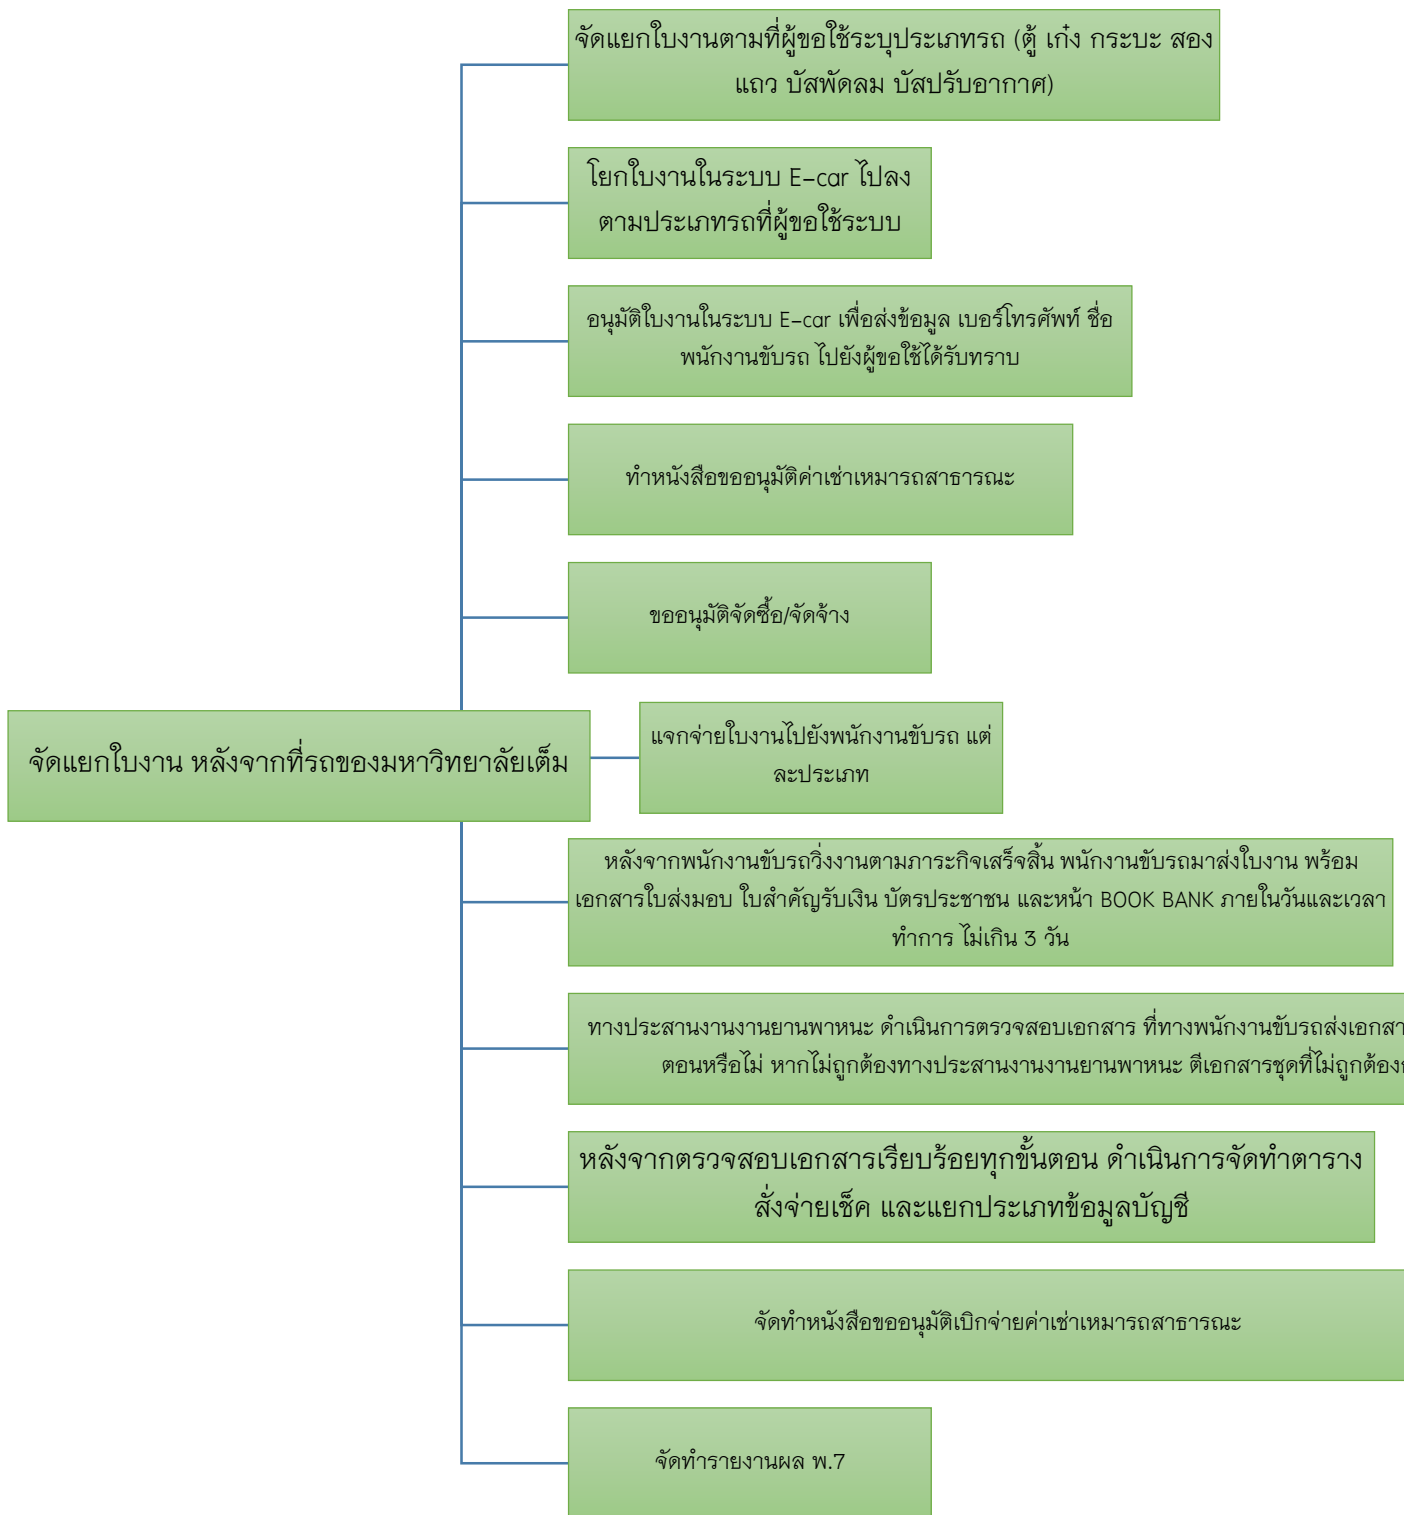 จัดแยกใบงานตามที่ผู้ขอใช้ระบุประเภทรถ (ตู้ เก๋ง กระบะ สอง
แถว บัสพัดลม บัสปรับอากาศ)
โยกใบงานในระบบ E-car ไปลง
ตามประเภทรถที่ผู้ขอใช้ระบบ
อนุมัติใบงานในระบบ E-car เพื่อส่งข้อมูล เบอร์โทรศัพท์ ชื่อ
พนักงานขับรถ ไปยังผู้ขอใช้ได้รับทราบ
ทำหนังสือขออนุมัติค่าเช่าเหมารถสาธารณะ
ขออนุมัติจัดซื้อ/จัดจ้าง
จัดแยกใบงาน หลังจากที่รถของมหาวิทยาลัยเต็ม
แจกจ่ายใบงานไปยังพนักงานขับรถ แต่
ละประเภท
หลังจากพนักงานขับรถวิ่งงานตามภาระกิจเสร็จสิ้น พนักงานขับรถมาส่งใบงาน พร้อม
เอกสารใบส่งมอบ ใบสำคัญรับเงิน บัตรประชาชน และหน้า BOOK BANK ภายในวันและเวลา
ทำการ ไม่เกิน 3 วัน
ทางประสานงานงานยานพาหนะ ดำเนินการตรวจสอบเอกสาร ที่ทางพนักงานขับรถส่งเอกสา
ตอนหรือไม่ หากไม่ถูกต้องทางประสานงานงานยานพาหนะ ตีเอกสารชุดที่ไม่ถูกต้อง
หลังจากตรวจสอบเอกสารเรียบร้อยทุกขั้นตอน ดำเนินการจัดทำตาราง
สั่งจ่ายเช็ค และแยกประเภทข้อมูลบัญชี
จัดทำหนังสือขออนุมัติเบิกจ่ายค่าเช่าเหมารถสาธารณะ
จัดทำรายงานผล พ.7